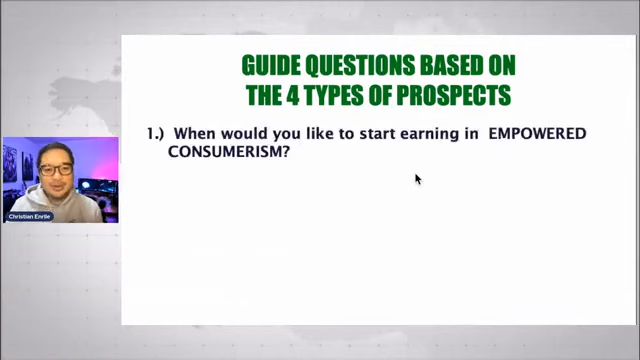 GUIDE QUESTIONS BASED ON
THE 4 TYPES OF PROSPECTS
1.) When would you like to start earning in EMPOWERED
CONSUMERISM?
Christian Enrile